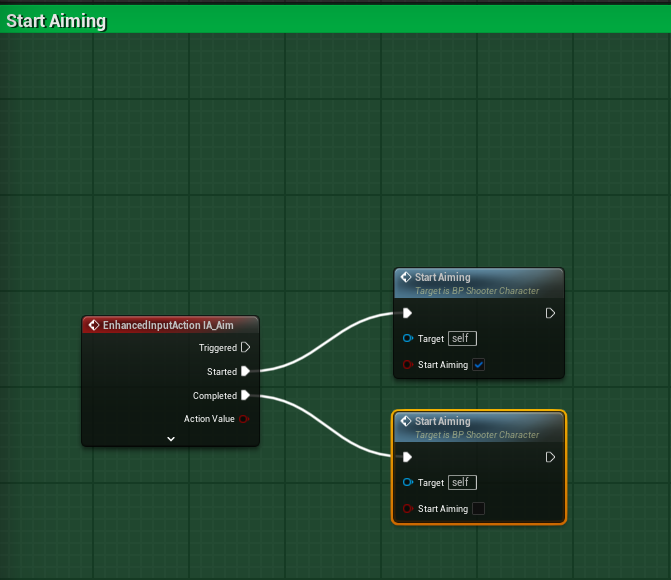 Start Aiming
Start Aiming
Target is BP Shooter Character
Target self
Start Aiming
EnhancedInputAction IA_Aim
Triggered
Started
Completed
Action Value
Start Aiming
Target is BP Shooter Character
Target self
Start Aiming